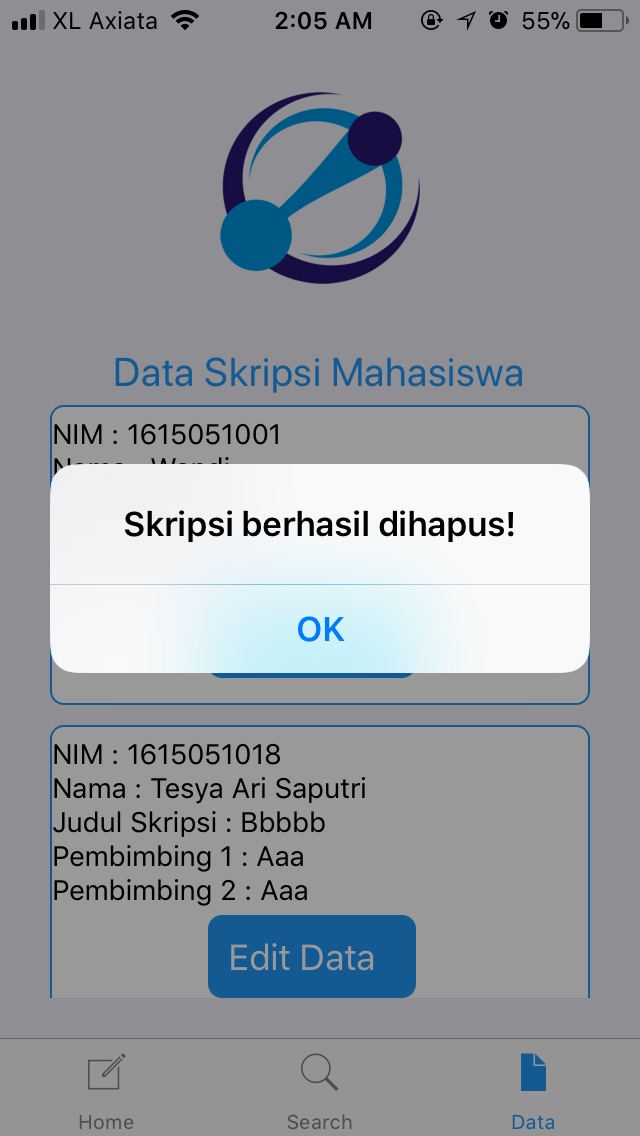 XL Axiata 2:05 AM 55%
Data Skripsi Mahasiswa
NIM : 1615051001
Nama : Wandi
Skripsi berhasil dihapus!
OK
NIM : 1615051018
Nama : Tesya Ari Saputri
Judul Skripsi : Bbbbb
Pembimbing 1 : Aaa
Pembimbing 2 : Aaa
Edit Data
Home Search Data